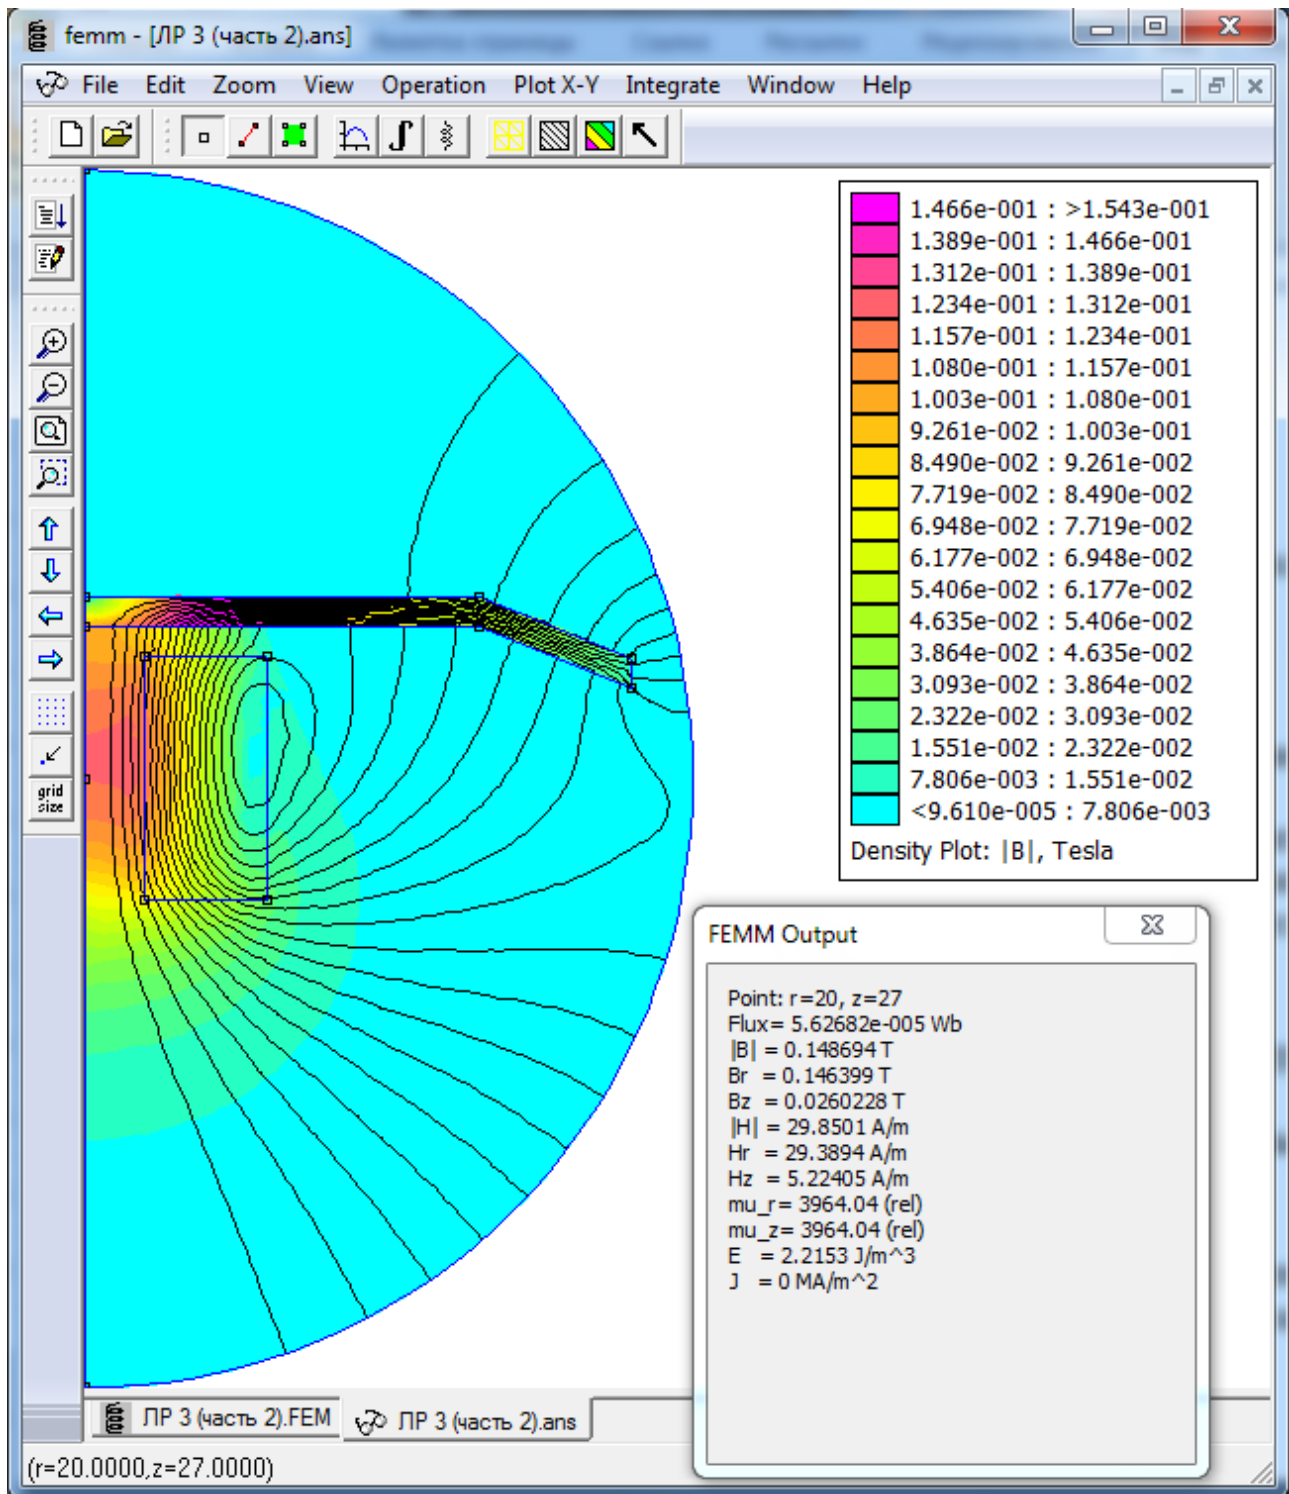 femm - [ЛР 3 (часть 2).ans]
File Edit Zoom View Operation Plot X-Y Integrate Window Help
grid
size
1.466e-001 : >1.543e-001
1.389e-001 : 1.466e-001
1.312e-001 : 1.389e-001
1.234e-001 : 1.312e-001
1.157e-001 : 1.234e-001
1.080e-001 : 1.157e-001
1.003e-001 : 1.080e-001
9.261e-002 : 1.003e-001
8.490e-002 : 9.261e-002
7.719e-002 : 8.490e-002
6.948e-002 : 7.719e-002
6.177e-002 : 6.948e-002
5.406e-002 : 6.177e-002
4.635e-002 : 5.406e-002
3.864e-002 : 4.635e-002
3.093e-002 : 3.864e-002
2.322e-002 : 3.093e-002
1.551e-002 : 2.322e-002
7.806e-003 : 1.551e-002
<9.610e-005 : 7.806e-003
Density Plot: |B|, Tesla
FEMM Output
Point: r=20, z=27
Flux= 5.62682e-005 Wb
|B| = 0.148694 T
Br = 0.146399 T
Bz = 0.0260228 T
|H| = 29.8501 A/m
Hr = 29.3894 A/m
Hz = 5.22405 A/m
mu_r= 3964.04 (rel)
mu_z= 3964.04 (rel)
E = 2.2153 J/m^3
J = 0 MA/m^2
ЛР 3 (часть 2).FEM
ЛР 3 (часть 2).ans
(r=20.0000,z=27.0000)